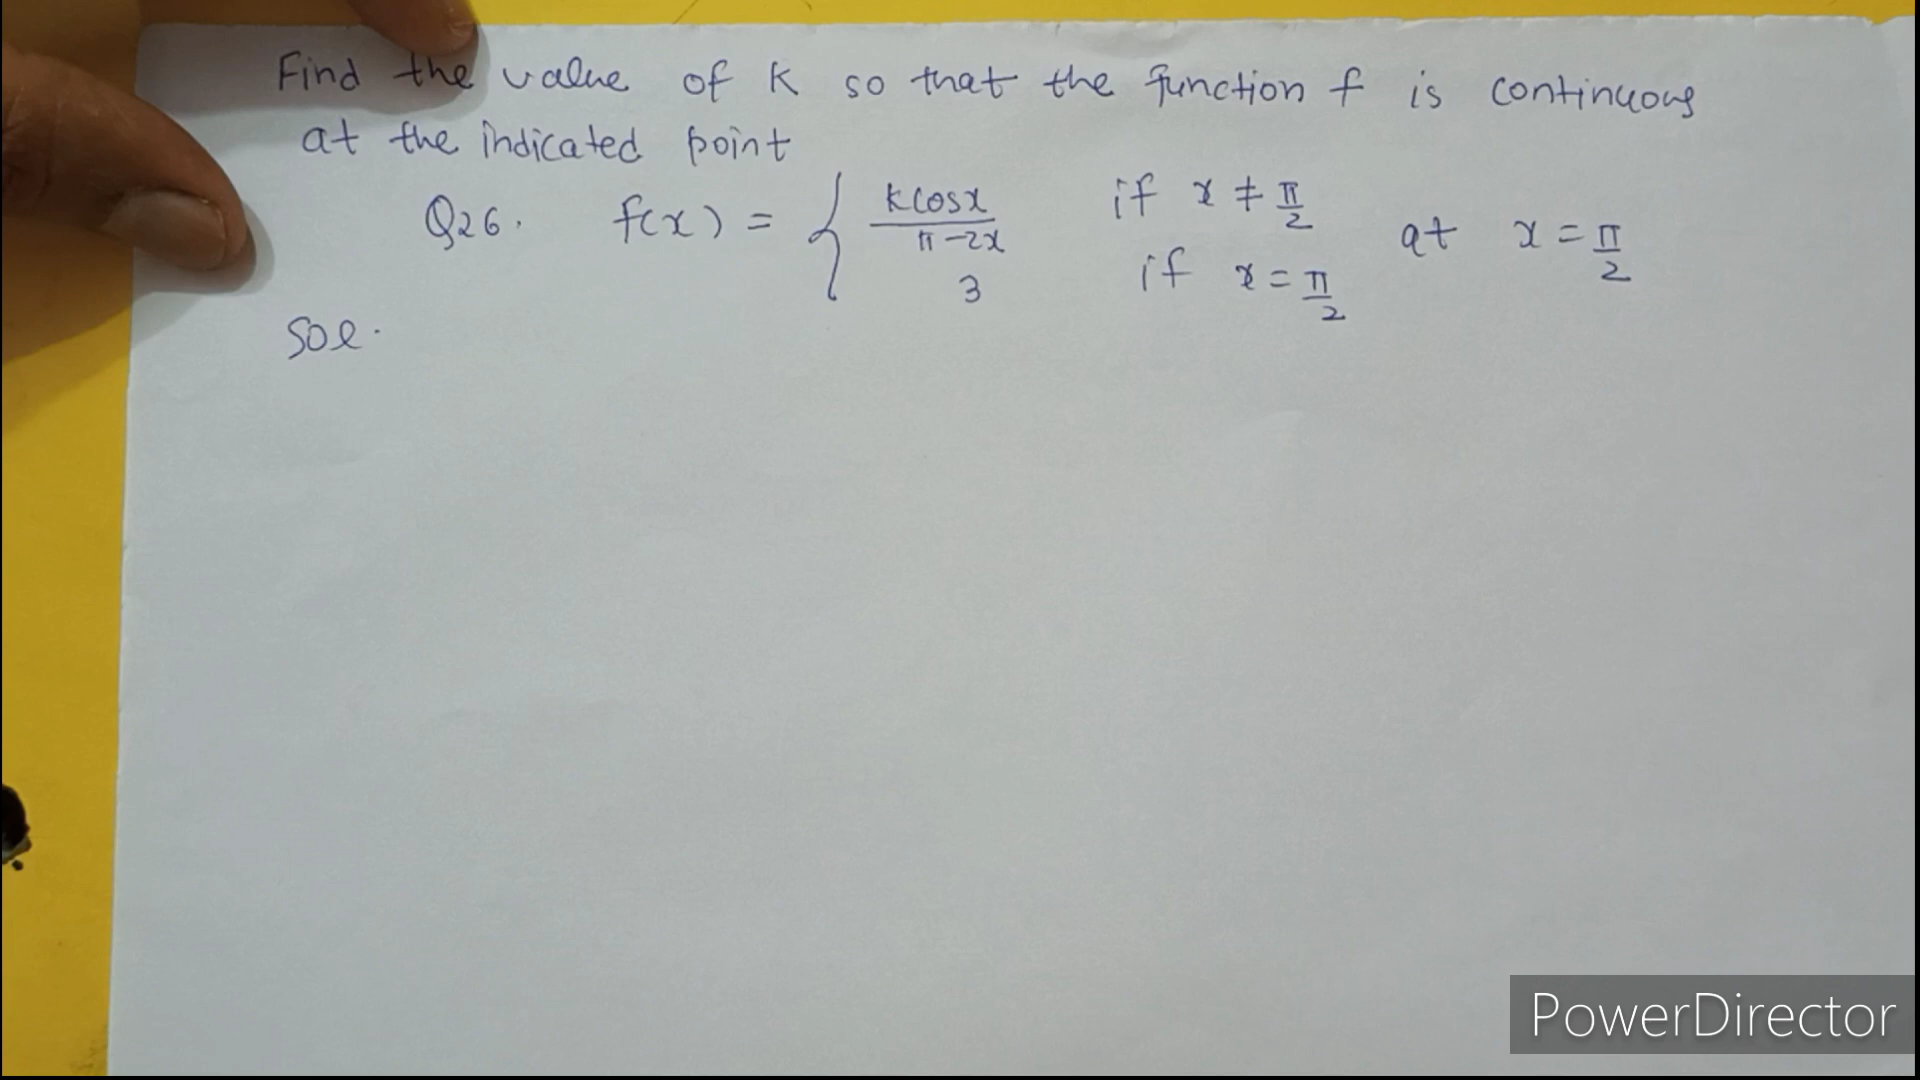 Find the value of K so that the function f is continuous
at the indicated point
Q26. f(x) = { kcosx / π-2x if x ≠ π/2 at x = π/2
3 if x = π/2
Sol.
PowerDirector